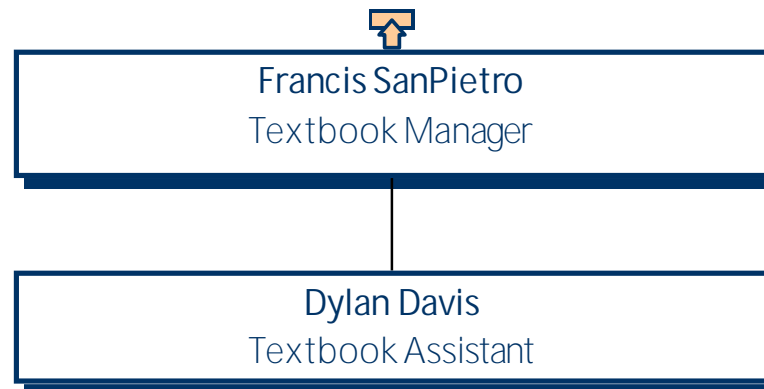 Francis SanPietro
Textbook Manager
Dylan Davis
Textbook Assistant